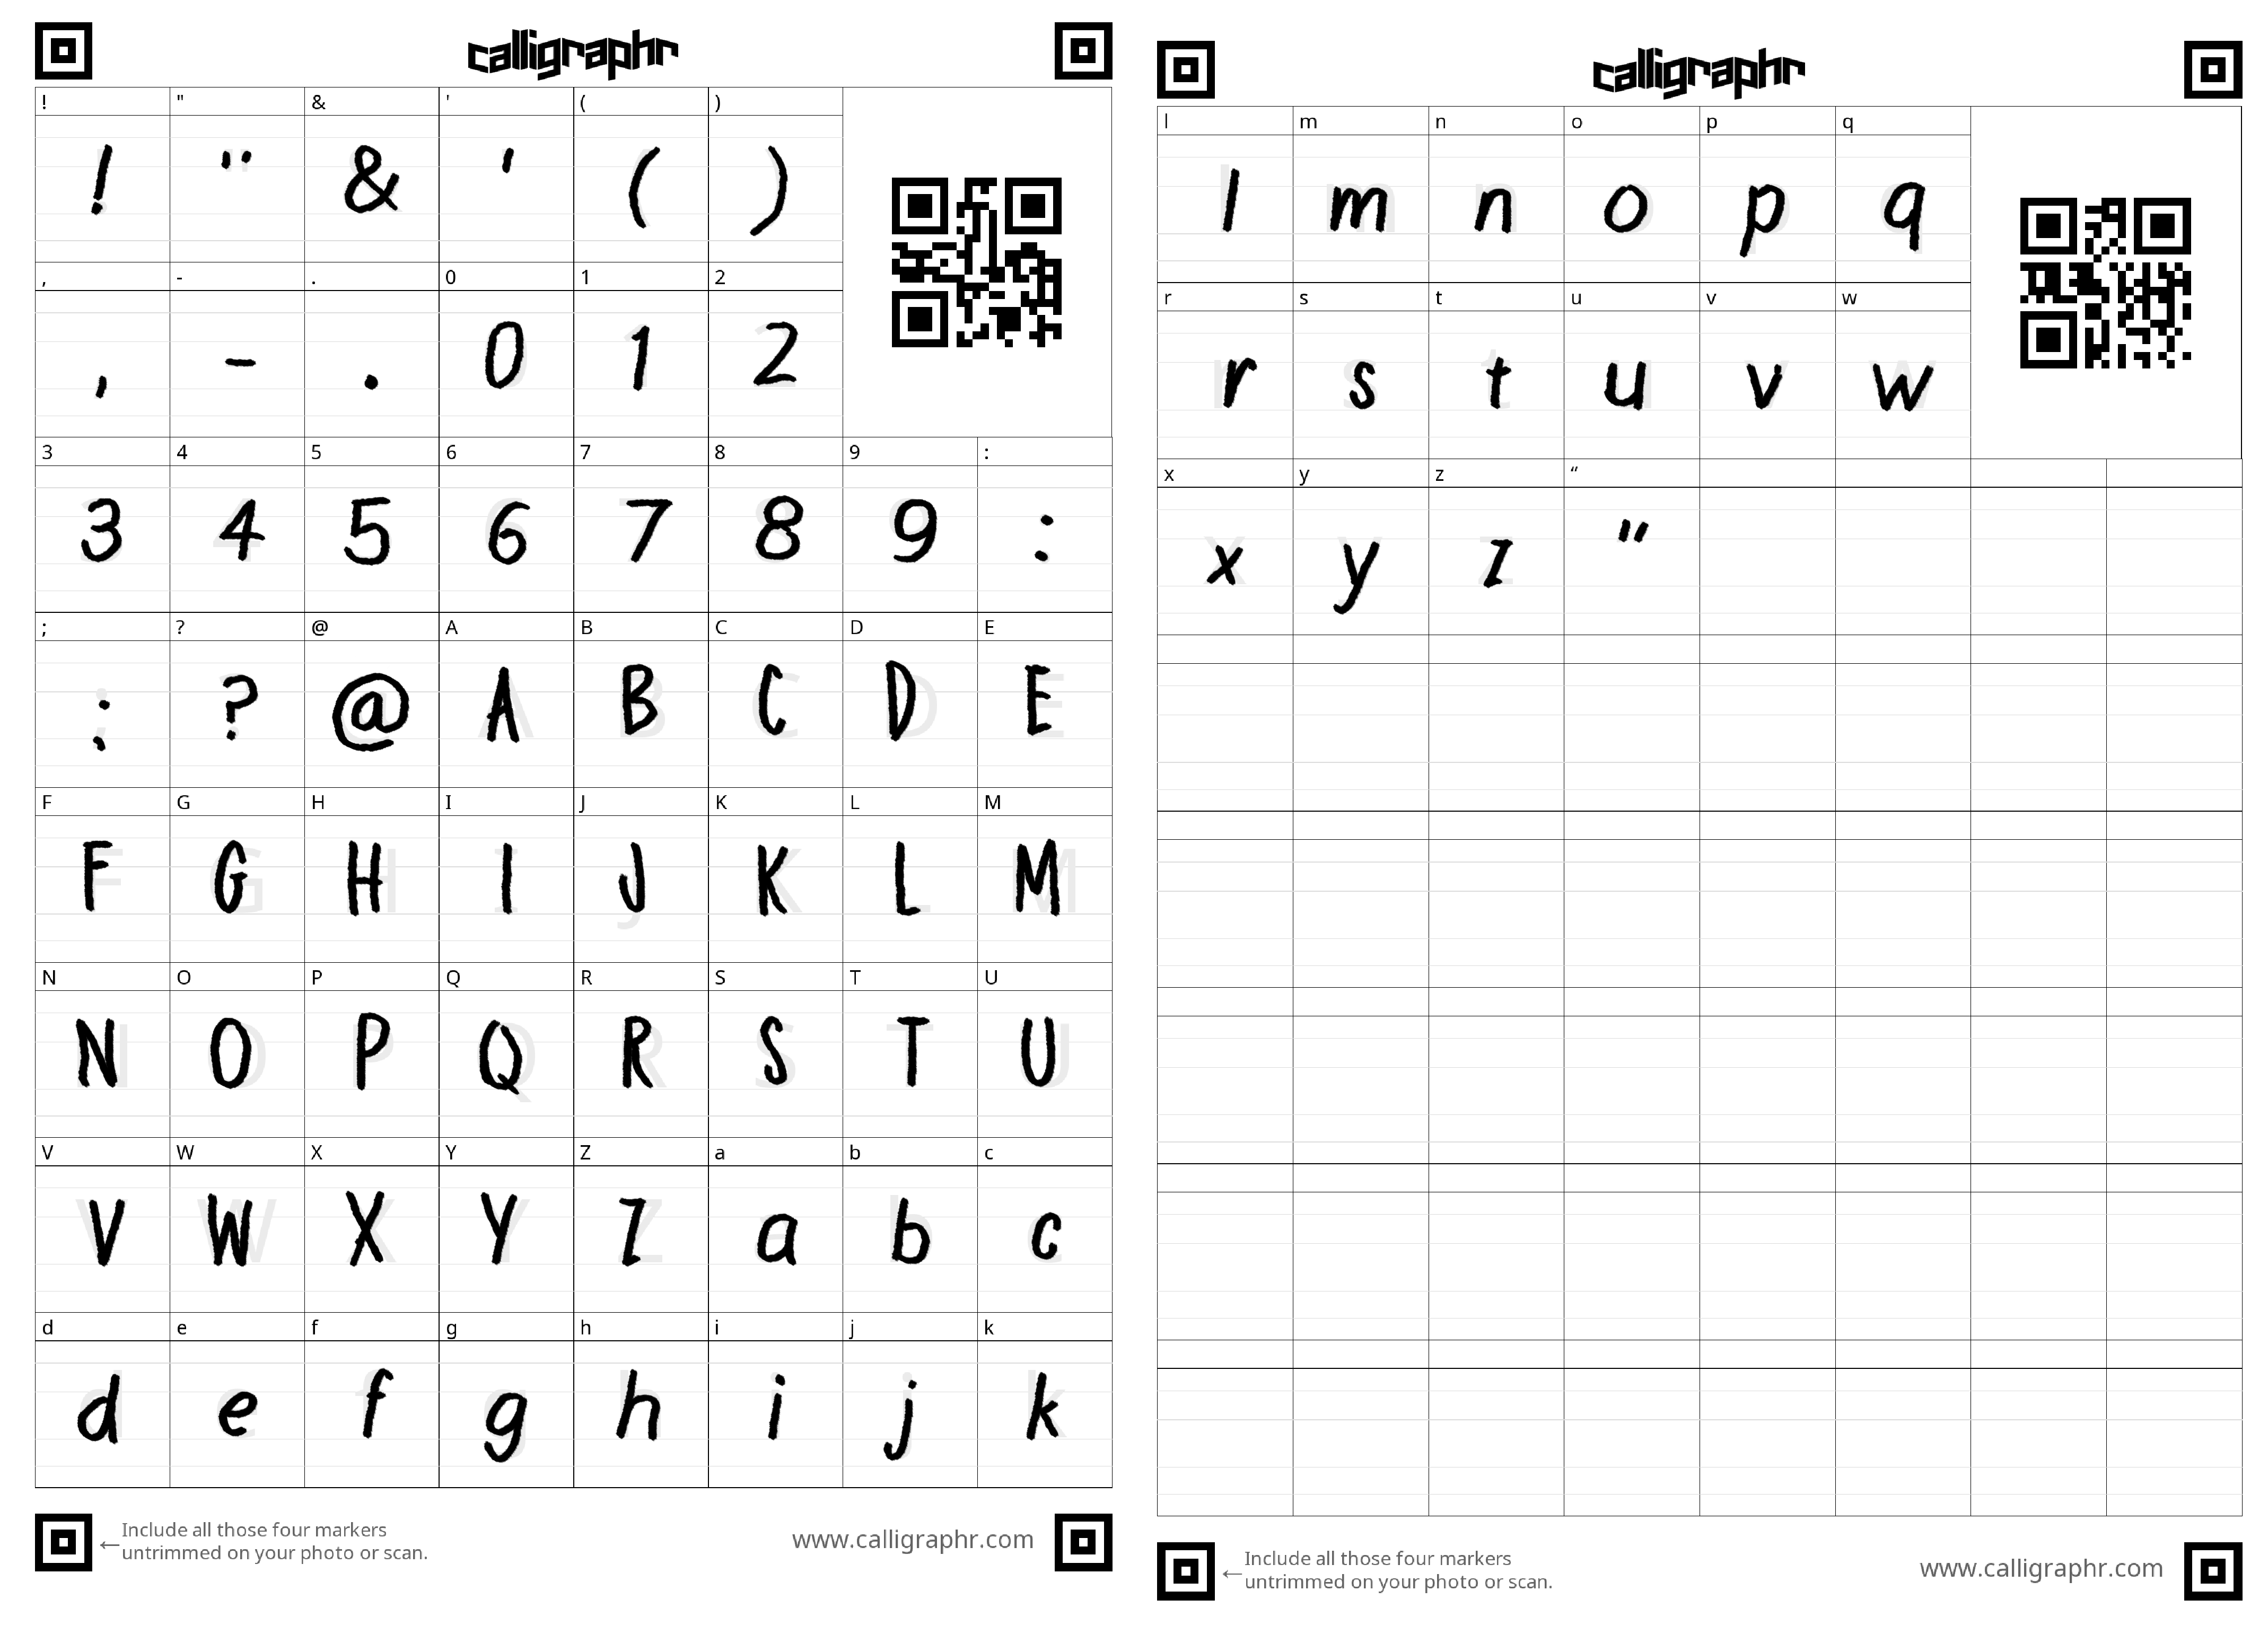 calligraphr
! " & ' ( )
! " & ' ( )
, - . 0 1 2
, - . 0 1 2
3 4 5 6 7 8 9 :
3 4 5 6 7 8 9 :
; ? @ A B C D E
; ? @ A B C D E
F G H I J K L M
F G H I J K L M
N O P Q R S T U
N O P Q R S T U
V W X Y Z a b c
V W X Y Z a b c
d e f g h i j k
d e f g h i j k
←Include all those four markers
untrimmed on your photo or scan.
www.calligraphr.com
calligraphr
l m n o p q
l m n o p q
r s t u v w
r s t u v w
x y z “
x y z "
←Include all those four markers
untrimmed on your photo or scan.
www.calligraphr.com